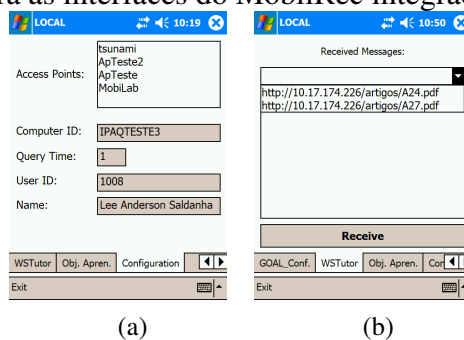 ra as interfaces do MobiRec integra
LOCAL 10:19
Access Points:
tsunami
ApTeste2
ApTeste
MobiLab
Computer ID: IPAQTESTE3
Query Time: 1
User ID: 1008
Name: Lee Anderson Saldanha
WSTutor Obj. Apren. Configuration
Exit
(a)
LOCAL 10:50
Received Messages:
http://10.17.174.226/artigos/A24.pdf
http://10.17.174.226/artigos/A27.pdf
Receive
GOAL_Conf. WSTutor Obj. Apren. Cor
Exit
(b)